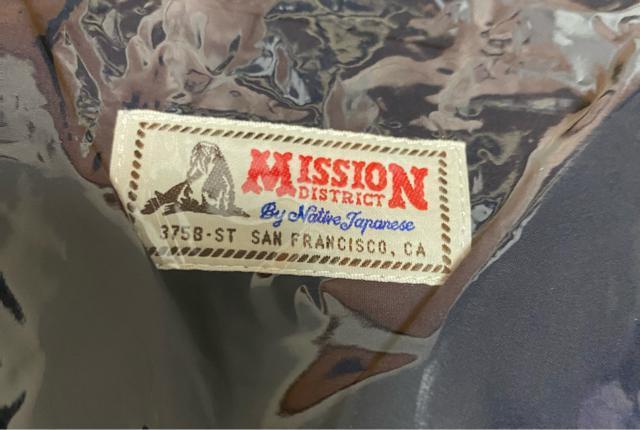 MISSION
DISTRICT
By Native Japanese
375B-ST SAN FRANCISCO, CA